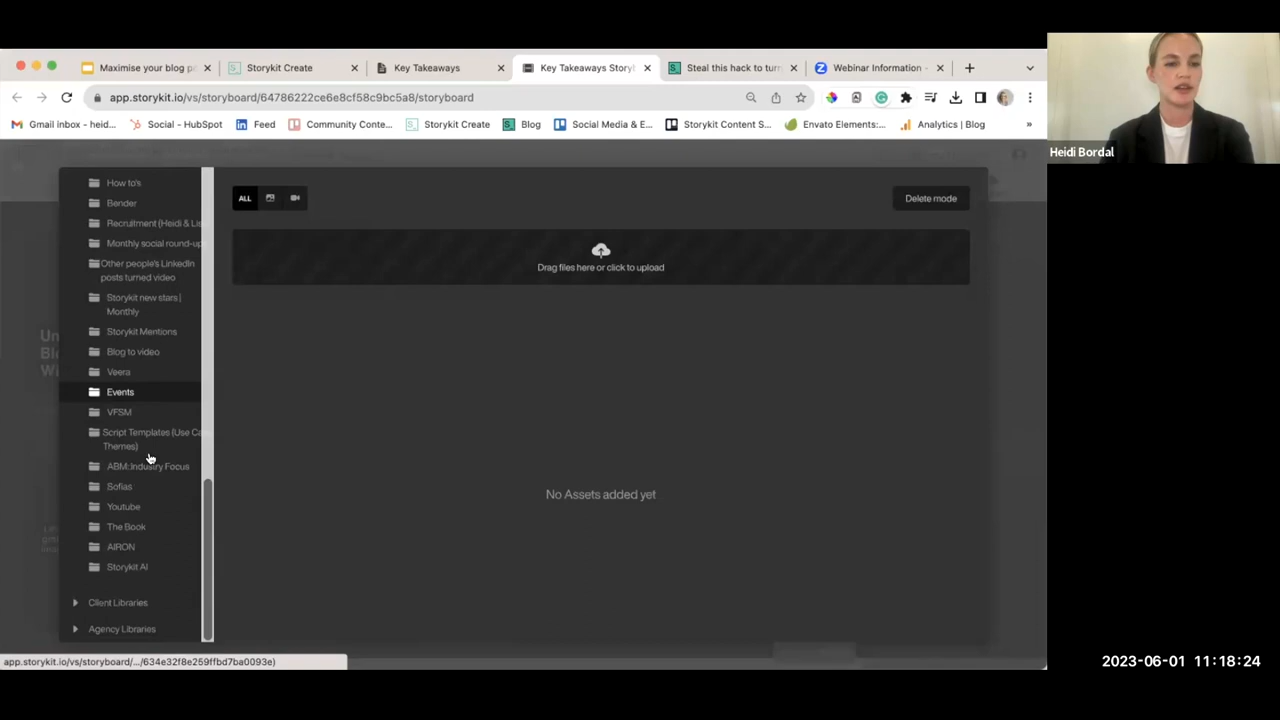 Maximise your blog p
Storykit Create
Key Takeaways
Key Takeaways Story
Steal this hack to turn
Webinar Information -
app.storykit.io/vs/storyboard/64786222ce6e8cf58c9bc5a8/storyboard
Gmail inbox - heid...
Social - HubSpot
Feed
Community Conte...
Storykit Create
Blog
Social Media & E...
Storykit Content S...
Envato Elements:...
Analytics | Blog
»
Heidi Bordal
How to's
Bender
Recruitment (Heidi & Lis
Monthly social round-ups
Other people's LinkedIn
posts turned video
Storykit new stars |
Monthly
Storykit Mentions
Blog to video
Veera
Events
VFSM
Script Templates (Use Case
Themes)
ABM:Industry Focus
Sofias
Youtube
The Book
AIRON
Storykit AI
Client Libraries
Agency Libraries
ALL
Delete mode
Drag files here or click to upload
No Assets added yet
app.storykit.io/vs/storyboard/.../634e32f8e259ffbd7ba0093e)
2023-06-01 11:18:24